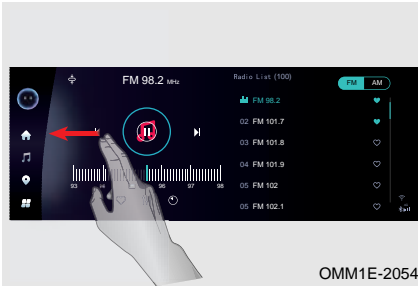 FM 98.2 MHz
Radio List (100)
FM AM
FM 98.2
02 FM 101.7
03 FM 101.8
04 FM 101.9
05 FM 102
05 FM 102.1
93 94 96 97 98
OMM1E-2054